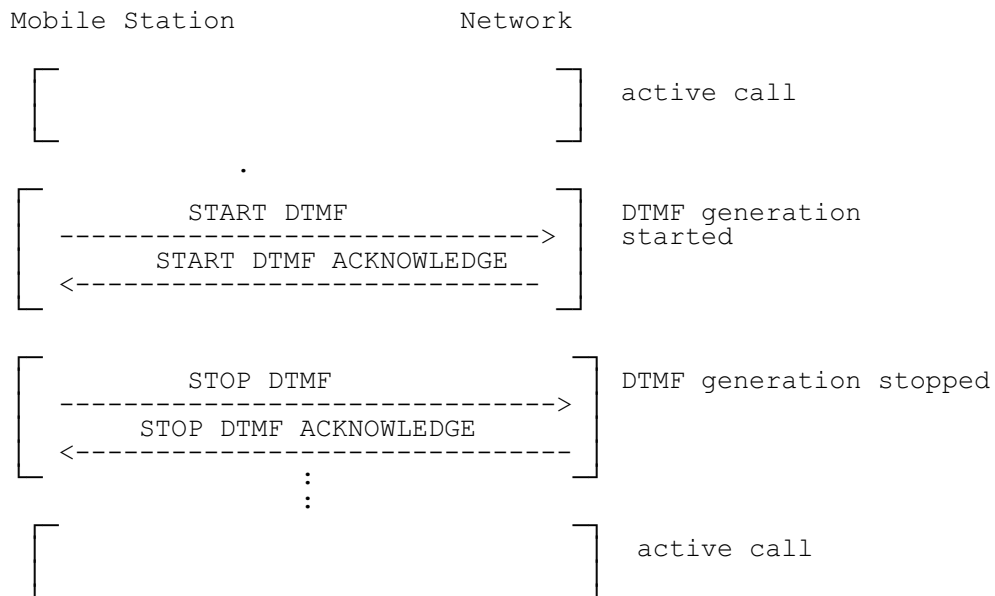 Mobile Station Network
active call
.
START DTMF DTMF generation
-------------------------------> started
START DTMF ACKNOWLEDGE
<-----------------------------
STOP DTMF DTMF generation stopped
-------------------------------->
STOP DTMF ACKNOWLEDGE
<-------------------------------
:
:
active call